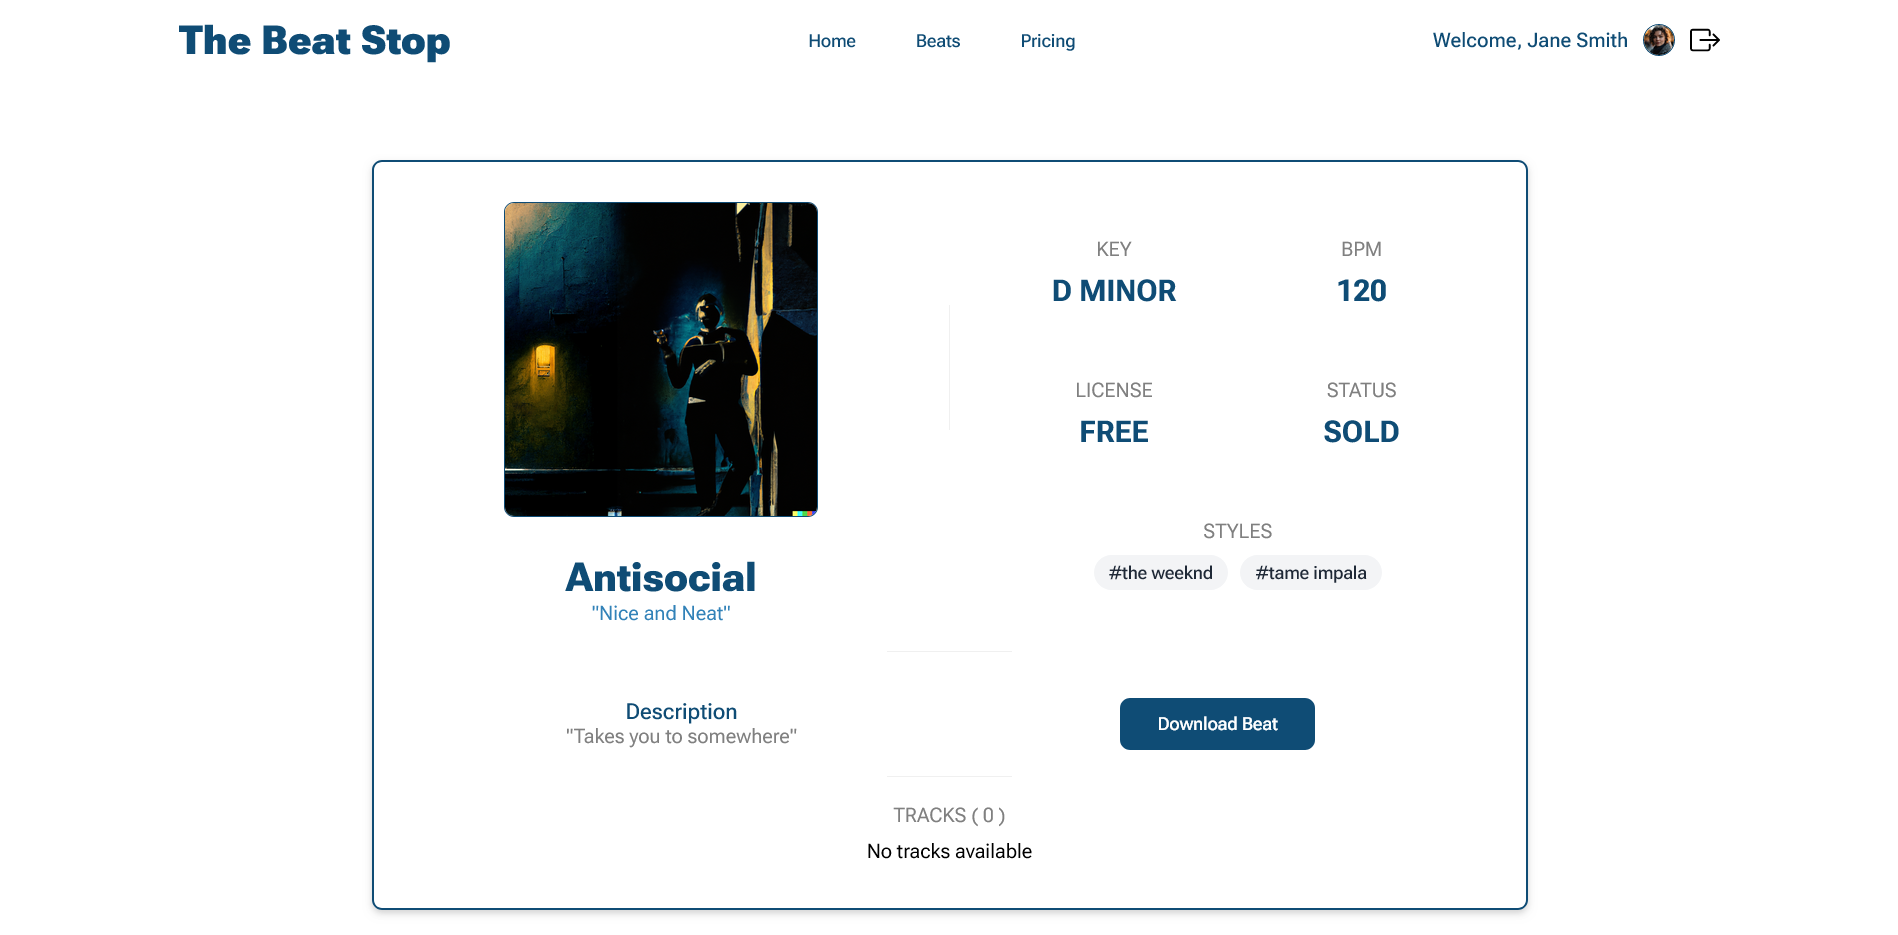 The Beat Stop
Home
Beats
Pricing
Welcome, Jane Smith
KEY
D MINOR
BPM
120
LICENSE
FREE
STATUS
SOLD
STYLES
#the weeknd
#tame impala
Antisocial
"Nice and Neat"
Description
"Takes you to somewhere"
Download Beat
TRACKS ( 0 )
No tracks available